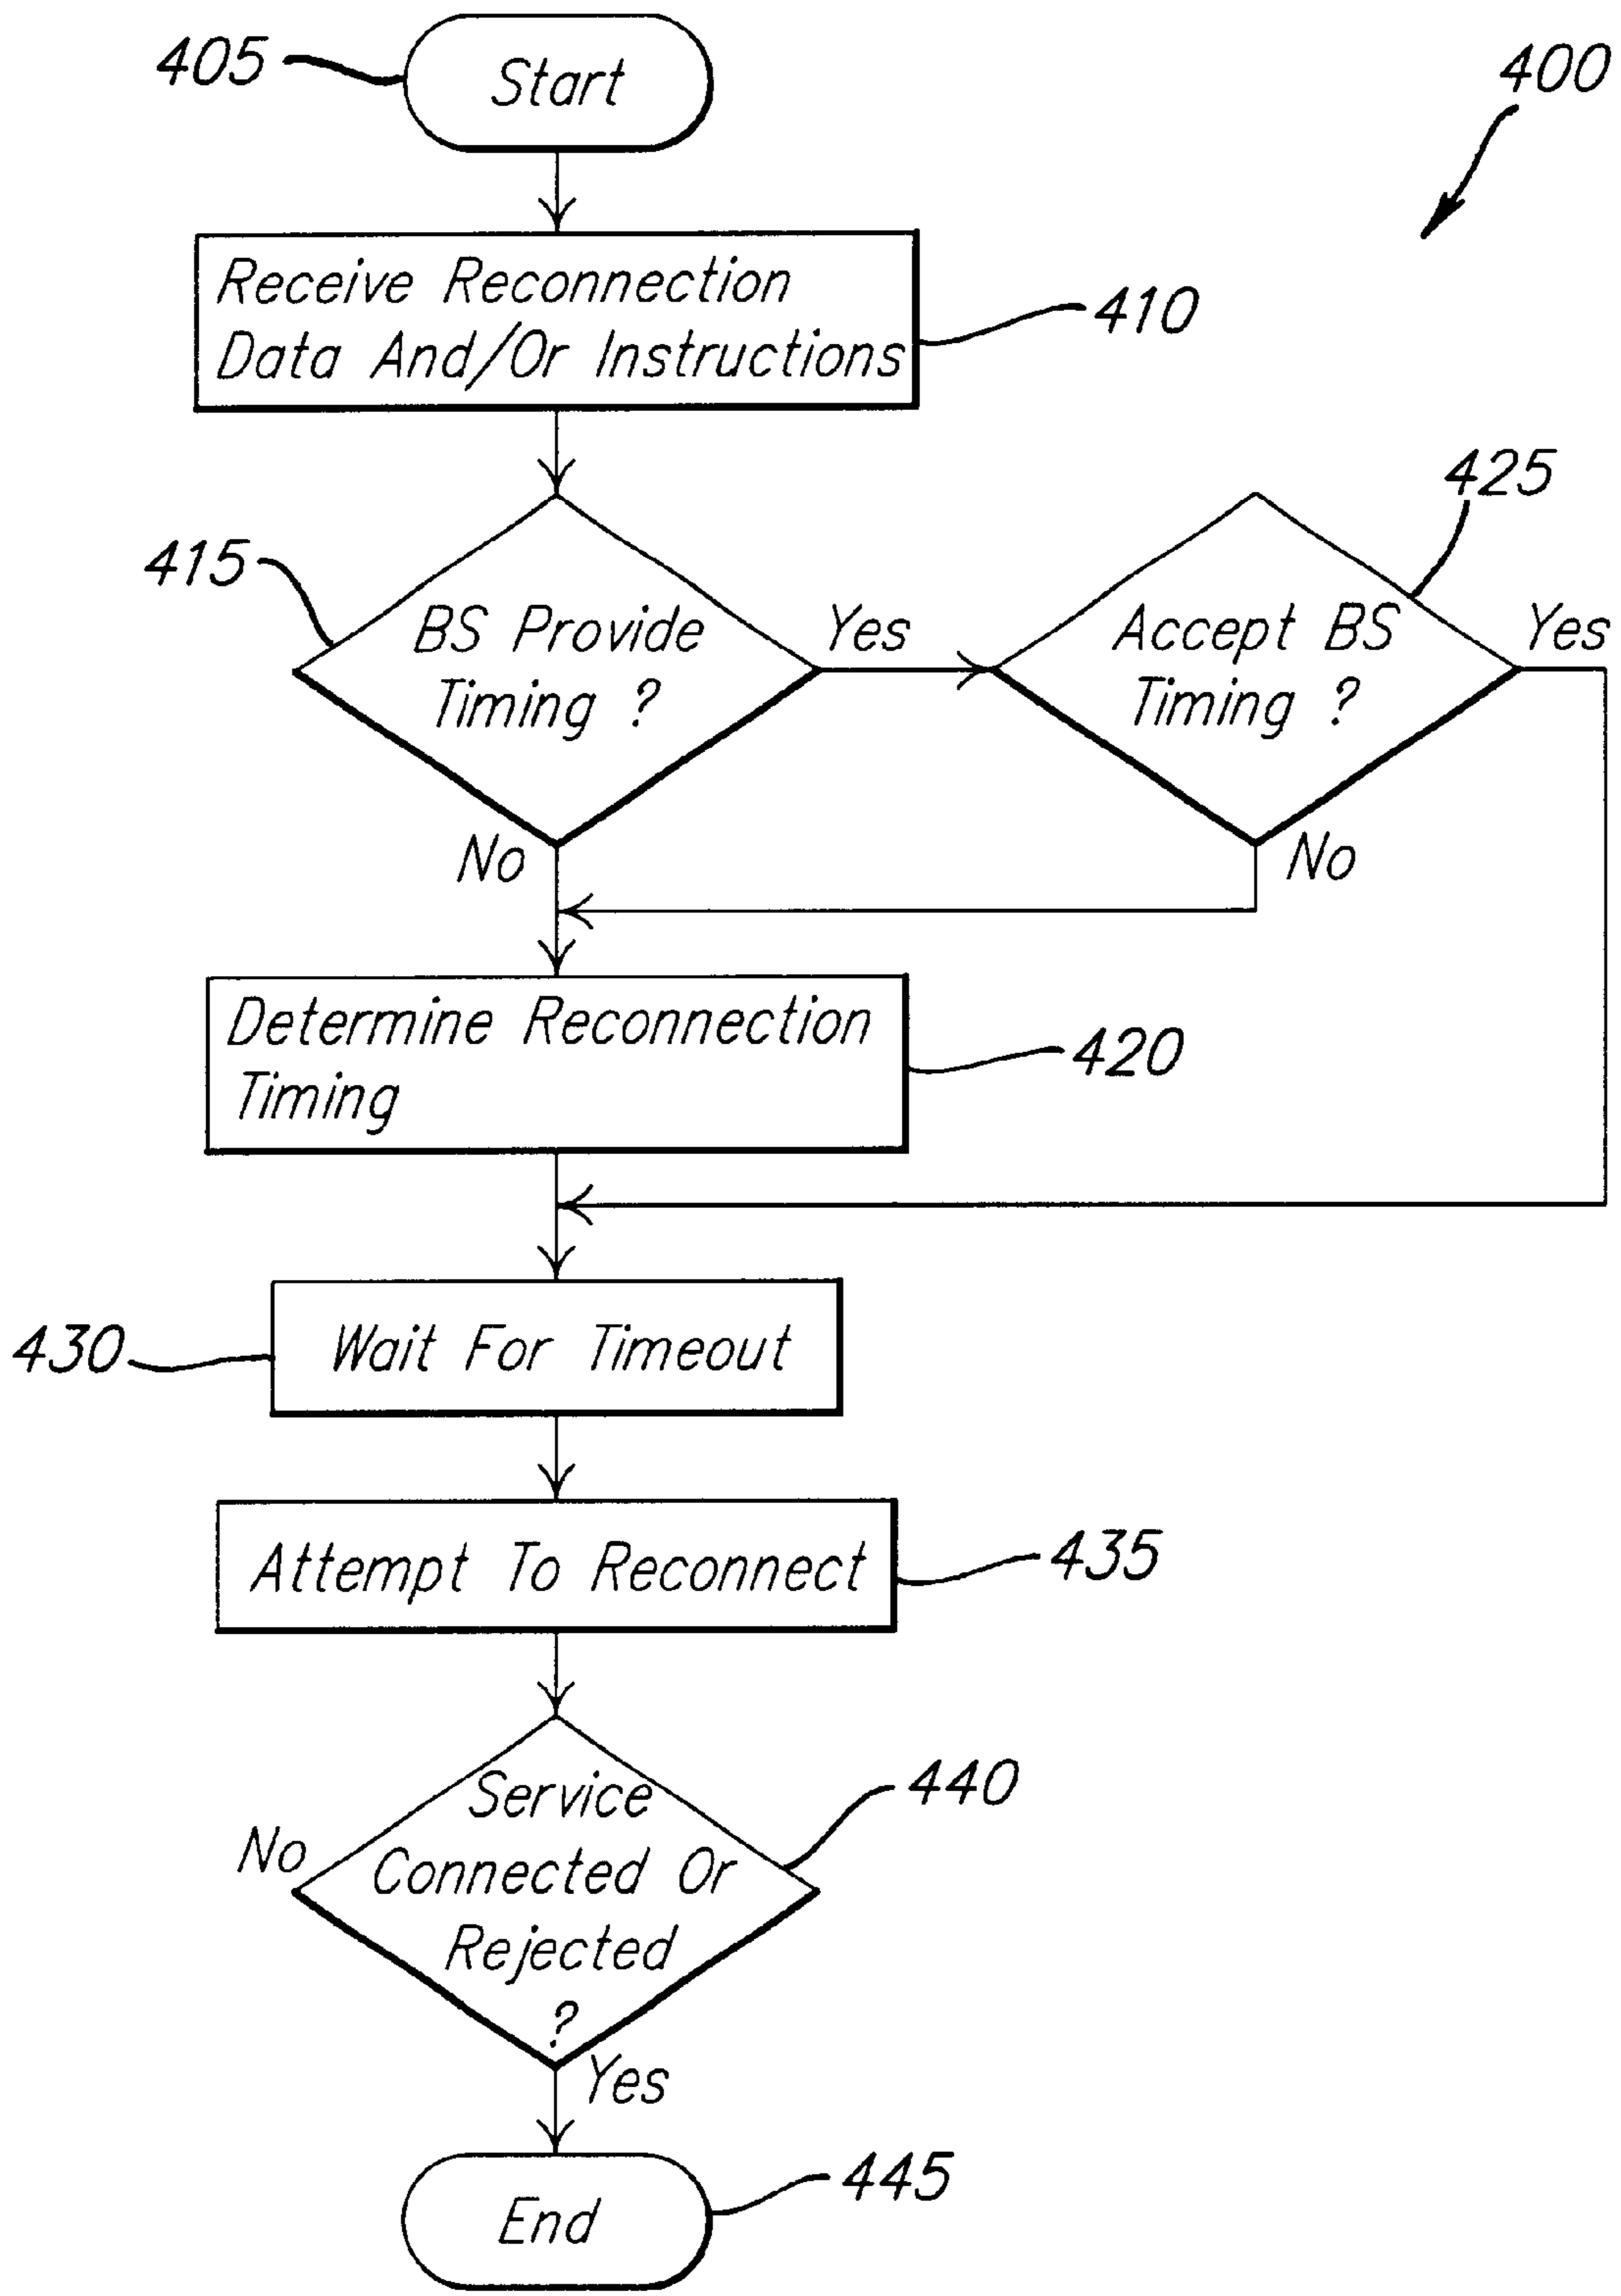 405
Start
400
Receive Reconnection
Data And/Or Instructions
410
415
BS Provide
Timing ?
Yes
No
425
Accept BS
Timing ?
Yes
No
Determine Reconnection
Timing
420
430
Wait For Timeout
Attempt To Reconnect
435
Service
Connected Or
Rejected
?
440
No
Yes
End
445